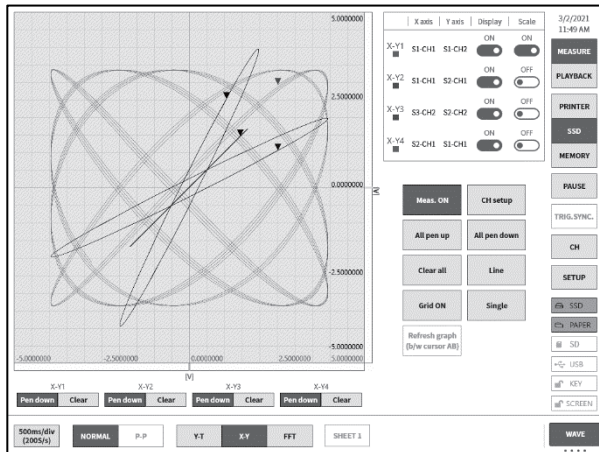 3/2/2021
11:49 AM
X axis Y axis Display Scale
X-Y1 S1-CH1 S1-CH2 ON ON
X-Y2 S1-CH1 S2-CH1 ON OFF
X-Y3 S3-CH2 S2-CH2 ON OFF
X-Y4 S2-CH1 S1-CH1 ON OFF
5.0000000
2.5000000
0.0000000
-2.5000000
-5.0000000
[A]
-5.0000000 0.0000000 2.5000000 5.0000000
[V]
Meas. ON CH setup
All pen up All pen down
Clear all Line
Grid ON Single
Refresh graph
(b/w cursor AB)
MEASURE
PLAYBACK
PRINTER
SSD
MEMORY
PAUSE
TRIG.SYNC.
CH
SETUP
SSD
PAPER
SD
USB
KEY
SCREEN
X-Y1 X-Y2 X-Y3 X-Y4
Pen down Clear Pen down Clear Pen down Clear Pen down Clear
500ms/div
(200S/s)
NORMAL P-P Y-T X-Y FFT SHEET 1 WAVE